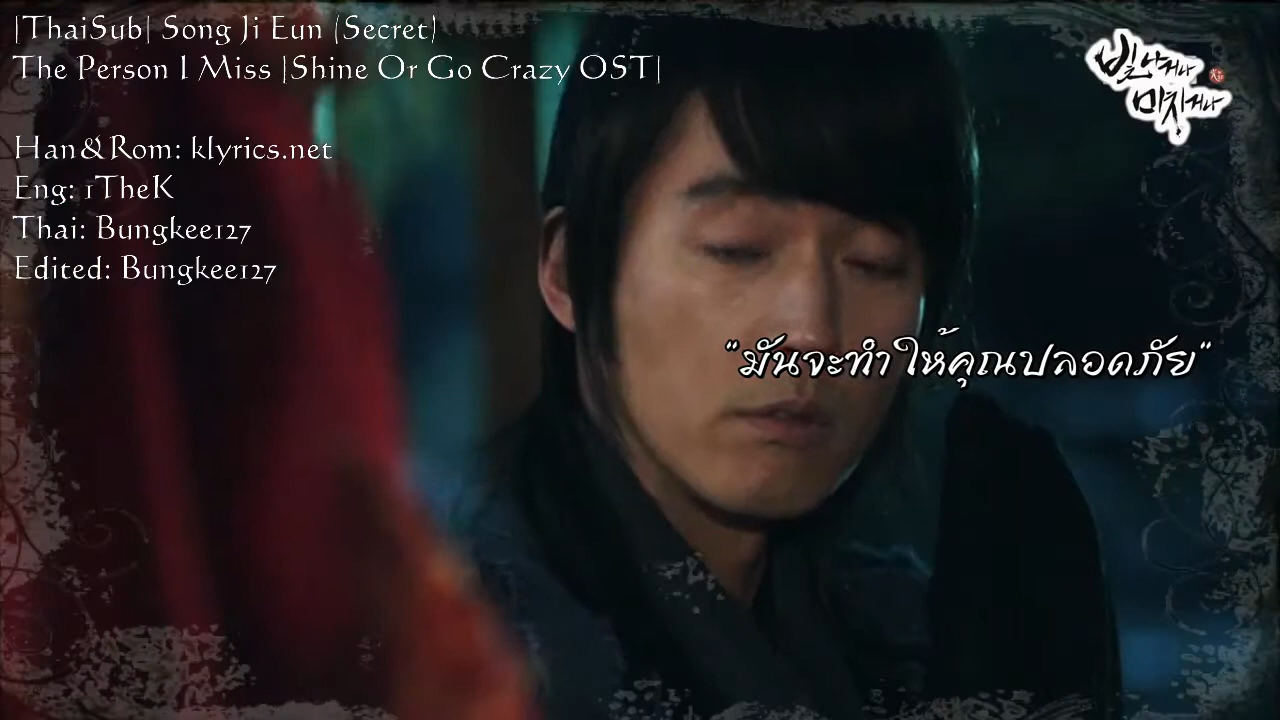 |ThaiSub| Song Ji Eun (Secret)
The Person I Miss |Shine Or Go Crazy OST|
빛나거나
미치거나
Han&Rom: klyrics.net
Eng: 1TheK
Thai: Bungkee127
Edited: Bungkee127
"มันจะทำให้คุณปลอดภัย"